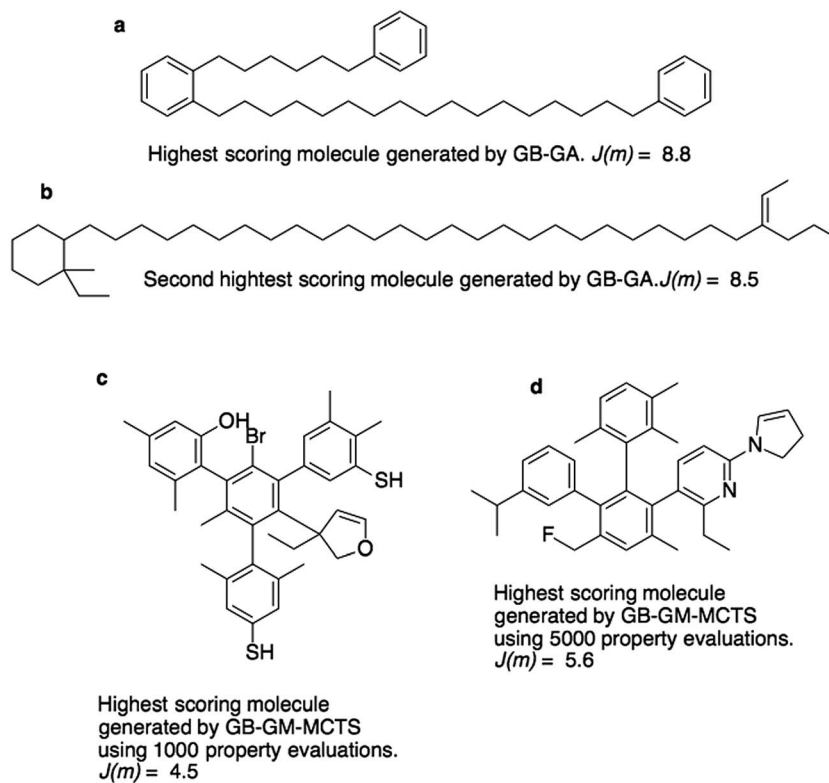 a
Highest scoring molecule generated by GB-GA. J(m) = 8.8
b
Second hightest scoring molecule generated by GB-GA.J(m) = 8.5
c
OH
Br
SH
O
SH
Highest scoring molecule
generated by GB-GM-MCTS
using 1000 property evaluations.
J(m) = 4.5
d
N
N
F
Highest scoring molecule
generated by GB-GM-MCTS
using 5000 property evaluations.
J(m) = 5.6